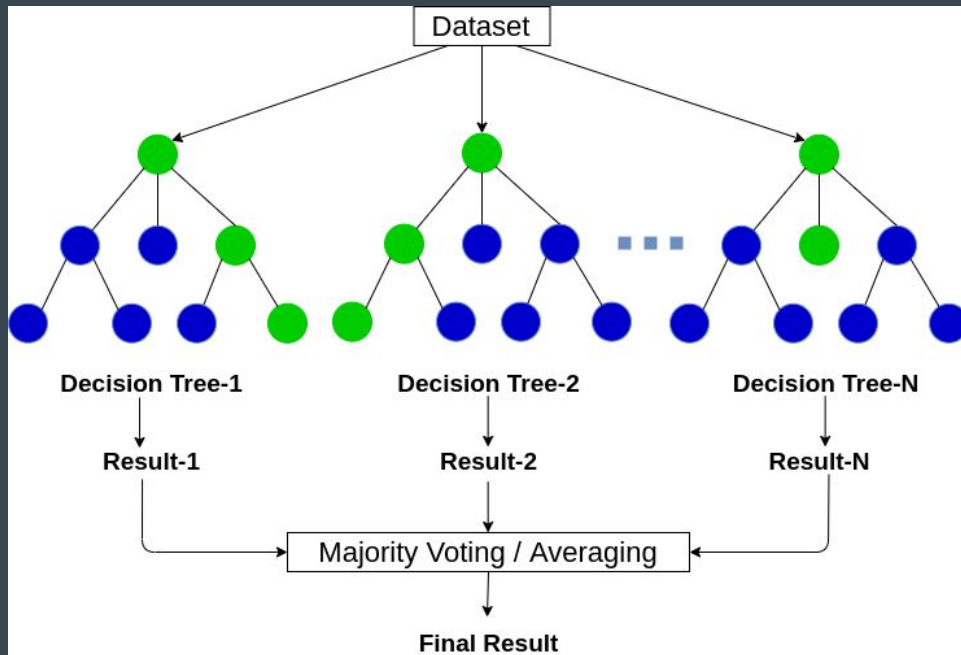 Dataset
Decision Tree-1
Decision Tree-2
Decision Tree-N
Result-1
Result-2
Result-N
Majority Voting / Averaging
Final Result